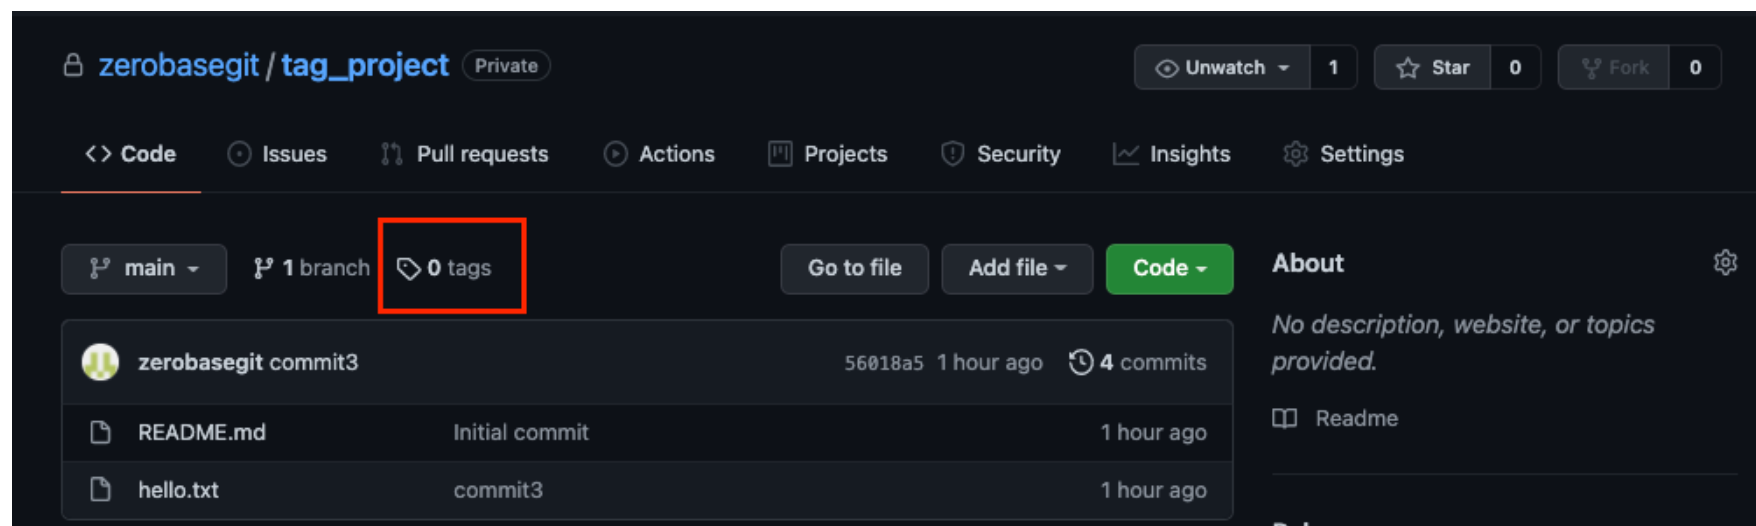 zerobasegit / tag_project Private
Unwatch 1 Star 0 Fork 0
Code Issues Pull requests Actions Projects Security Insights Settings
main 1 branch 0 tags Go to file Add file Code
zerobasegit commit3 56018a5 1 hour ago 4 commits
README.md Initial commit 1 hour ago
hello.txt commit3 1 hour ago
About
No description, website, or topics
provided.
Readme